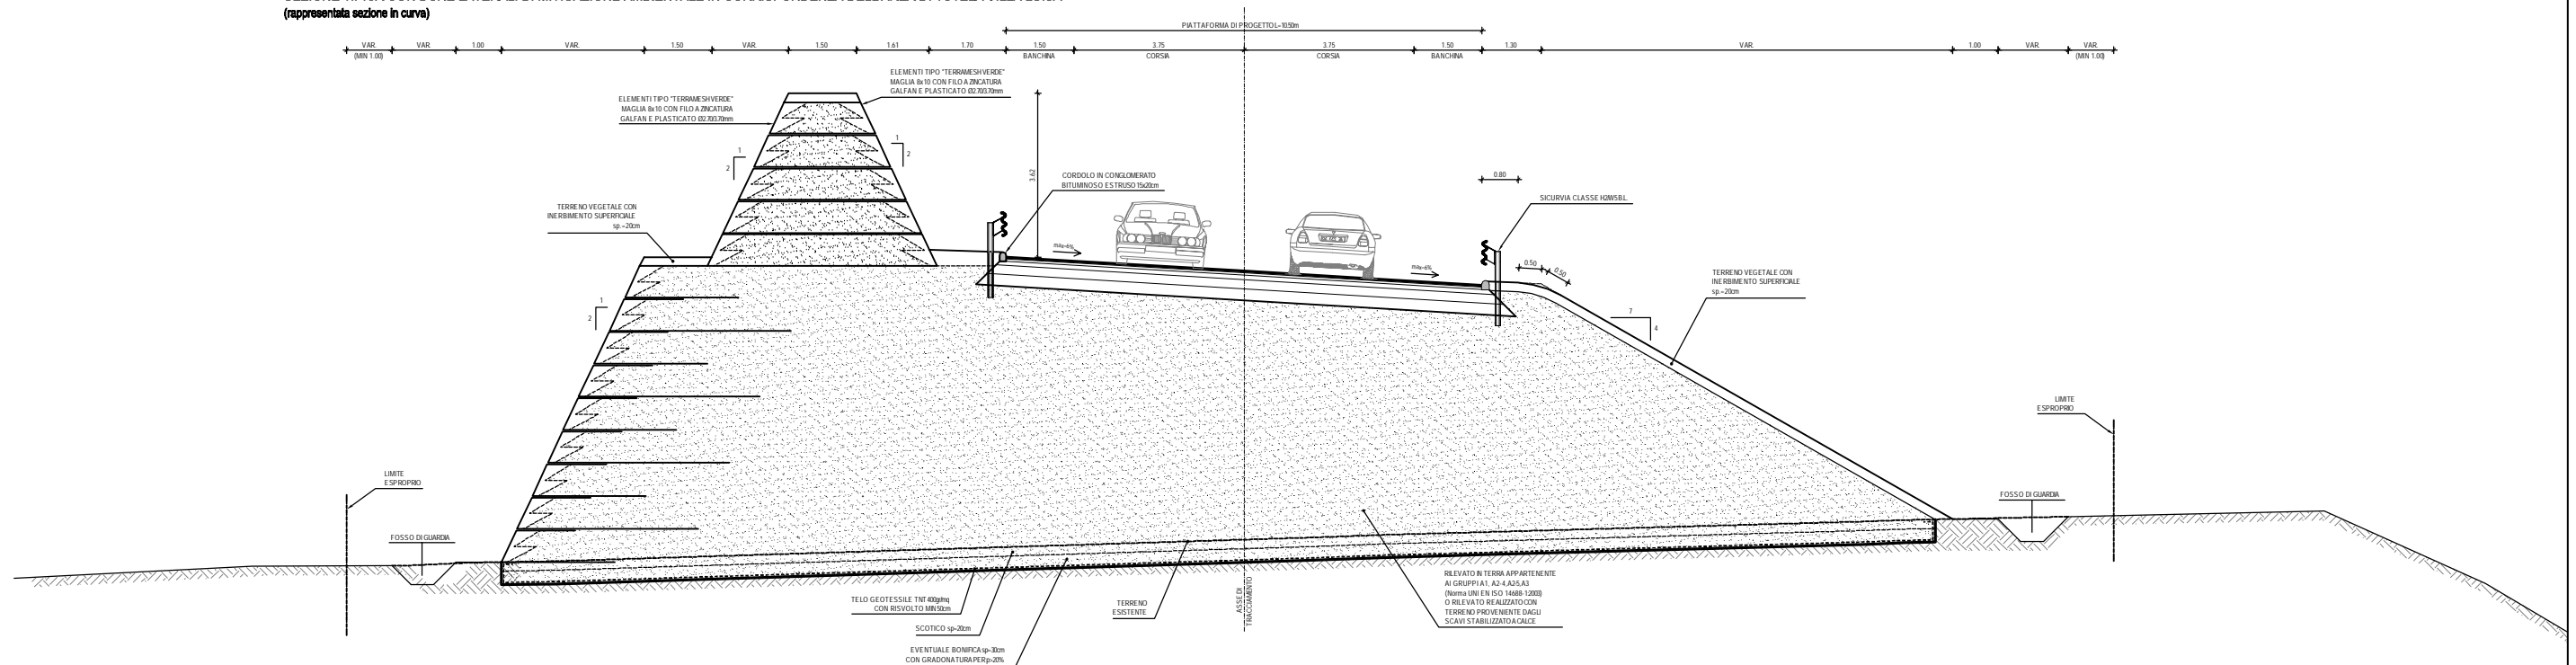 (rappresentata sezione in curva)
PIATTAFORMA DI PROGETTO L=10.50m
VAR. VAR. 1.00 VAR. 1.50 VAR. 1.50 1.61 1.70 1.50 3.75 3.75 1.50 1.30 VAR. 1.00 VAR. VAR.
(MIN 1.00) BANCHINA CORSIA CORSIA BANCHINA (MIN 1.00)
ELEMENTI TIPO "TERRAMESH VERDE"
MAGLIA 8x10 CON FILO A ZINCATURA
GALFAN E PLASTICATO Ø2.70/3.70mm
ELEMENTI TIPO "TERRAMESH VERDE"
MAGLIA 8x10 CON FILO A ZINCATURA
GALFAN E PLASTICATO Ø2.70/3.70mm
1
2
1
2
3.62
CORDOLO IN CONGLOMERATO
BITUMINOSO ESTRUSO 15x20cm
0.80
SICURVIA CLASSE H2W5 B.L.
TERRENO VEGETALE CON
INERBIMENTO SUPERFICIALE
sp.=20cm
max=6%
max=6%
0.50
0.50
TERRENO VEGETALE CON
INERBIMENTO SUPERFICIALE
sp.=20cm
1
2
7
4
LIMITE
ESPROPRIO
LIMITE
ESPROPRIO
FOSSO DI GUARDIA
FOSSO DI GUARDIA
TELO GEOTESSILE TNT 400gr/mq
CON RISVOLTO MIN 50cm
SCOTICO sp=20cm
EVENTUALE BONIFICA sp=30cm
CON GRADONATURA PER p>20%
TERRENO
ESISTENTE
ASSE DI
TRACCIAMENTO
RILEVATO IN TERRA APPARTENENTE
AI GRUPPI A1, A2-4, A2-5, A3
(Norma UNI EN ISO 14688-1:2003)
O RILEVATO REALIZZATO CON
TERRENO PROVENIENTE DAGLI
SCAVI STABILIZZATO A CALCE